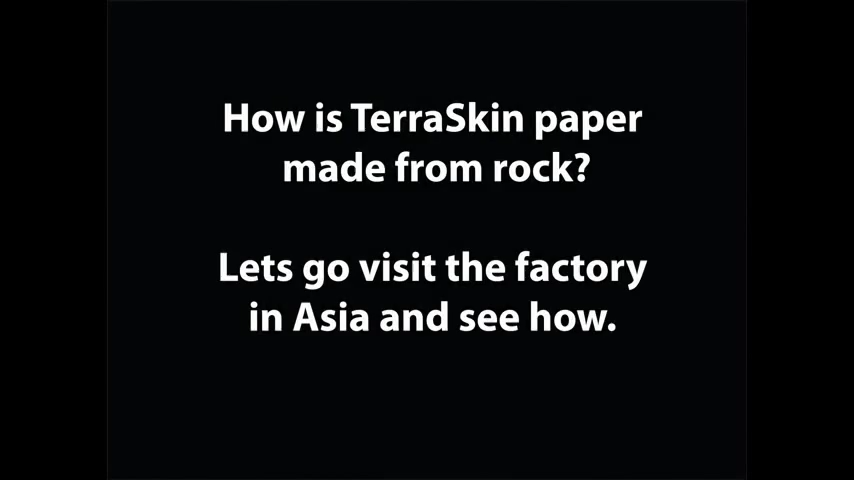 How is TerraSkin paper
made from rock?
Lets go visit the factory
in Asia and see how.